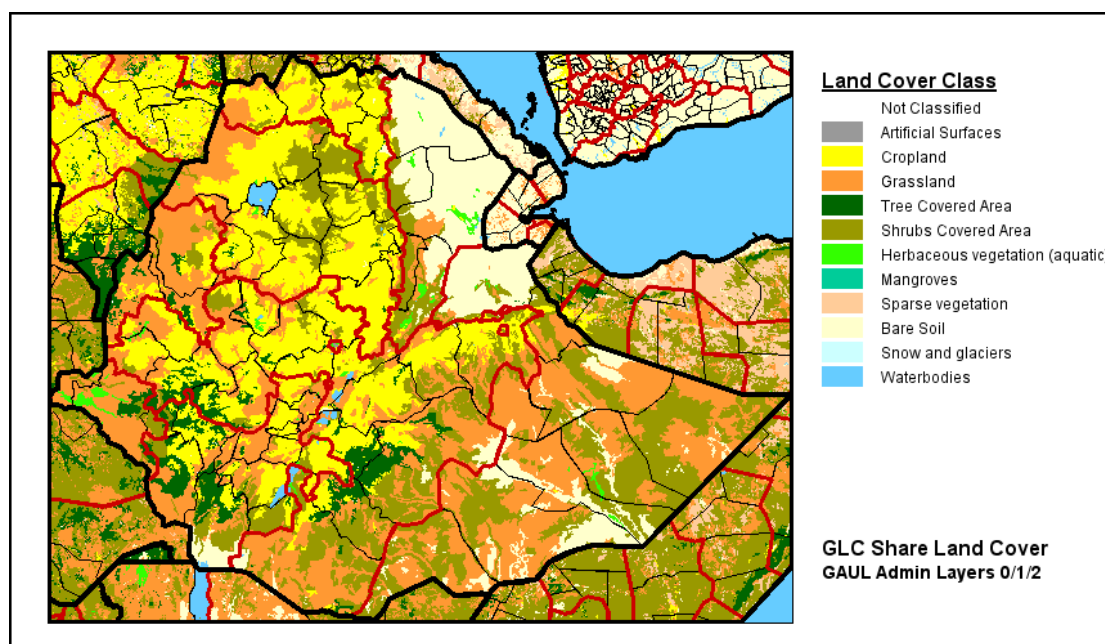 Land Cover Class
Not Classified
Artificial Surfaces
Cropland
Grassland
Tree Covered Area
Shrubs Covered Area
Herbaceous vegetation (aquatic)
Mangroves
Sparse vegetation
Bare Soil
Snow and glaciers
Waterbodies
GLC Share Land Cover
GAUL Admin Layers 0/1/2